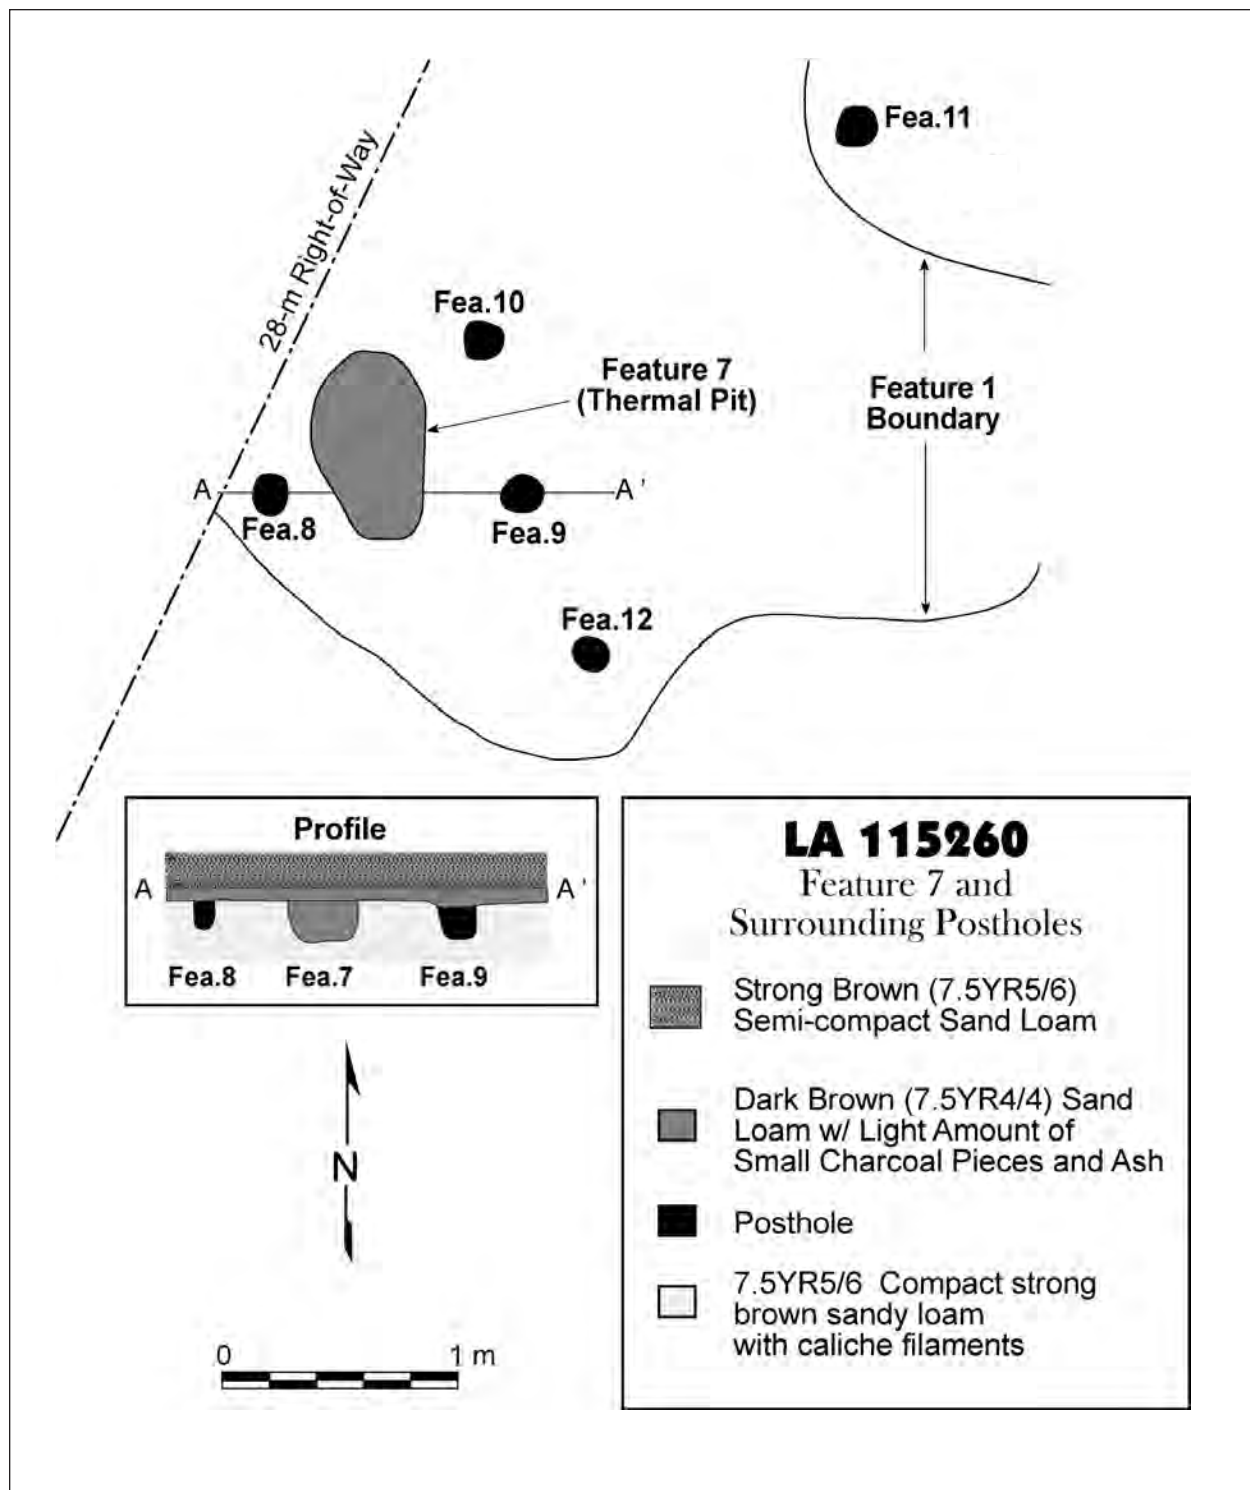 28-m Right-of-Way
Fea.11
Fea.10
Feature 7
(Thermal Pit)
Feature 1
Boundary
A
A '
Fea.8
Fea.9
Fea.12
Profile
A
A '
Fea.8
Fea.7
Fea.9
N
0
1 m
LA 115260
Feature 7 and
Surrounding Postholes
Strong Brown (7.5YR5/6)
Semi-compact Sand Loam
Dark Brown (7.5YR4/4) Sand
Loam w/ Light Amount of
Small Charcoal Pieces and Ash
Posthole
7.5YR5/6 Compact strong
brown sandy loam
with caliche filaments